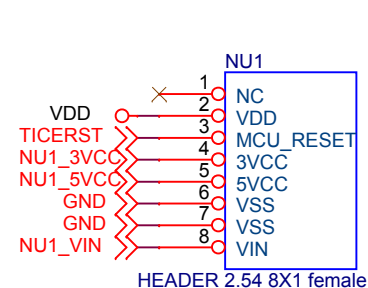 NU1
1 NC
VDD 2 VDD
TICERST 3 MCU_RESET
NU1_3VCC 4 3VCC
NU1_5VCC 5 5VCC
GND 6 VSS
GND 7 VSS
NU1_VIN 8 VIN
HEADER 2.54 8X1 female